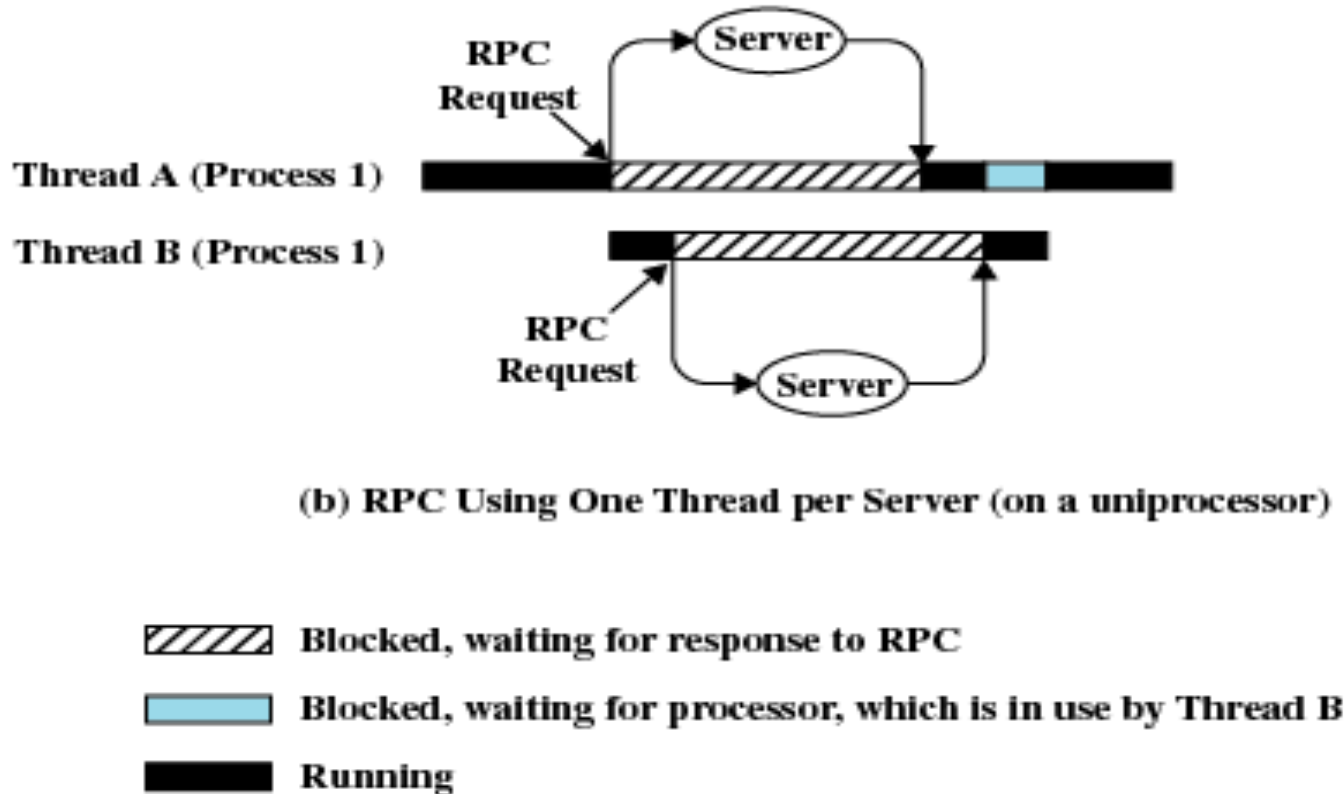 Server
RPC
Request
Thread A (Process 1)
Thread B (Process 1)
RPC
Request
Server
(b) RPC Using One Thread per Server (on a uniprocessor)
Blocked, waiting for response to RPC
Blocked, waiting for processor, which is in use by Thread B
Running